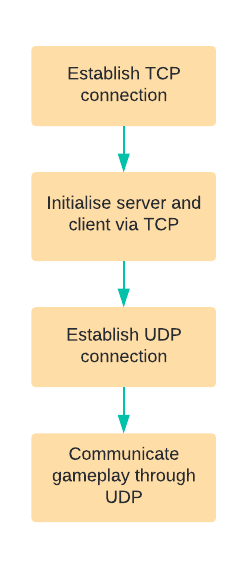 Establish TCP
connection
Initialise server and
client via TCP
Establish UDP
connection
Communicate
gameplay through
UDP